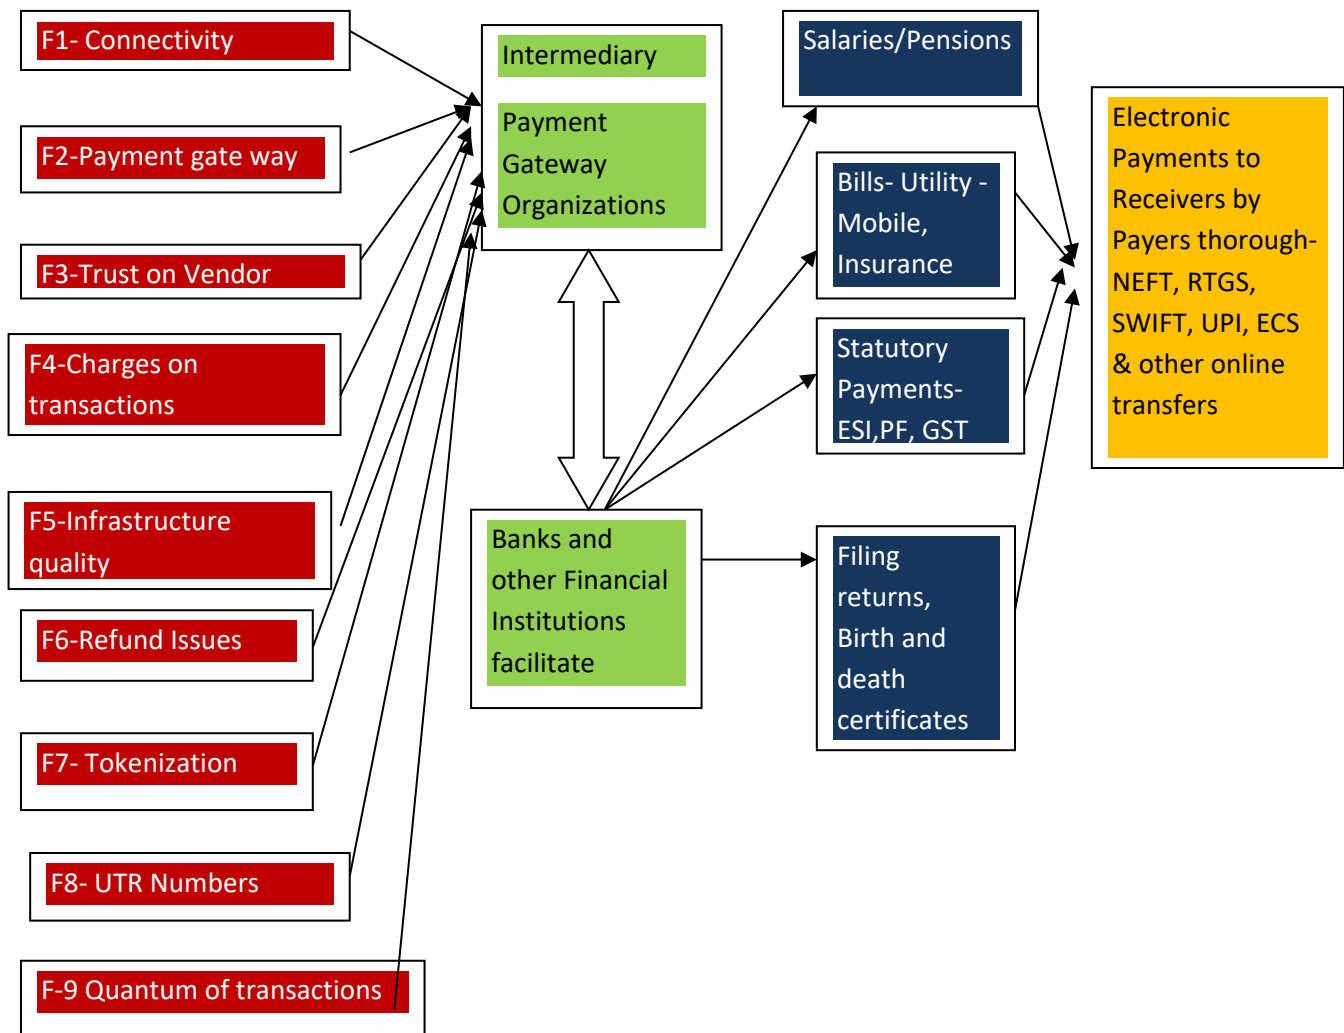 F1- Connectivity
F2-Payment gate way
F3-Trust on Vendor
F4-Charges on
transactions
F5-Infrastructure
quality
F6-Refund Issues
F7- Tokenization
F8- UTR Numbers
F-9 Quantum of transactions
Intermediary
Payment
Gateway
Organizations
Banks and
other Financial
Institutions
facilitate
Salaries/Pensions
Bills- Utility -
Mobile,
Insurance
Statutory
Payments-
ESI,PF, GST
Filing
returns,
Birth and
death
certificates
Electronic
Payments to
Receivers by
Payers thorough-
NEFT, RTGS,
SWIFT, UPI, ECS
& other online
transfers